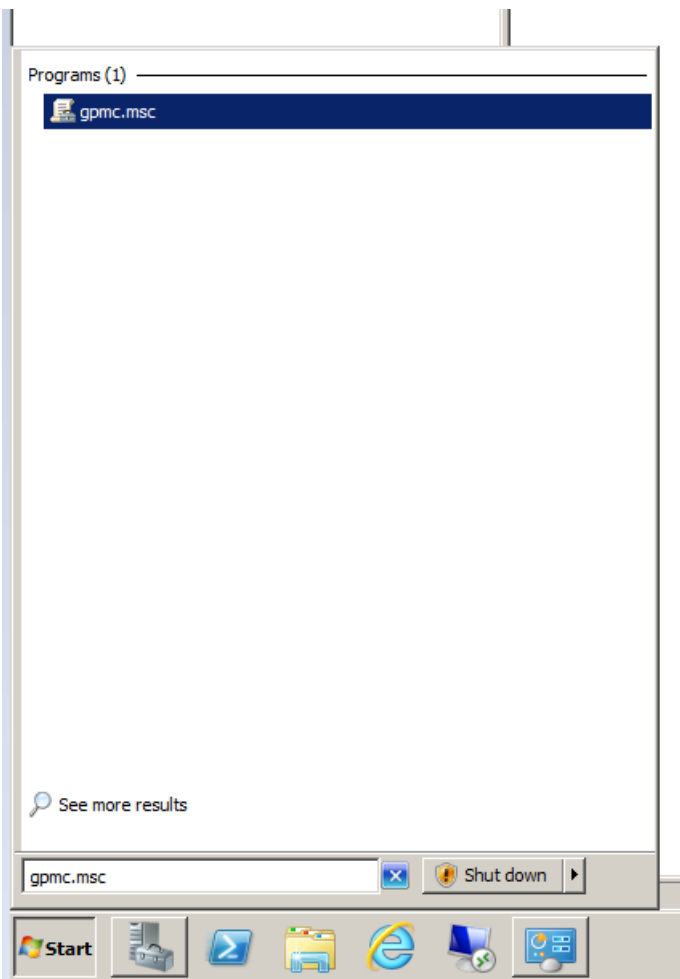 Programs (1)
gpmc.msc
See more results
gpmc.msc
Shut down
Start